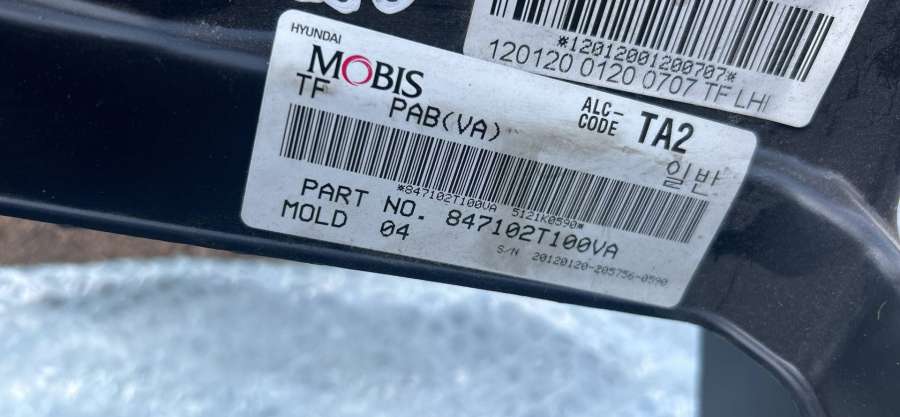 *12012001200707*
120120 0120 0707 TF LHI
HYUNDAI
MOBIS
TF PAB(VA)
ALC-CODE TA2
일반
*847102T100VA 5121K0590*
PART NO. 847102T100VA
MOLD 04
S/N 20120120-205756-0590